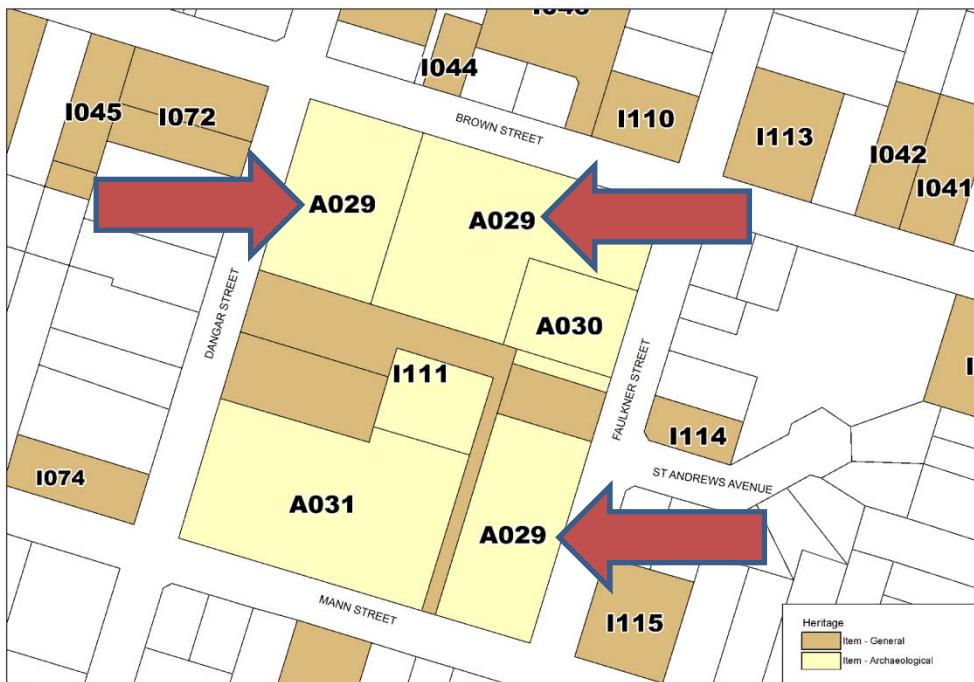 I044
I045
I072
BROWN STREET
I110
I113
I042
I041
A029
A029
DANGAR STREET
A030
FAULKNER STREET
I111
I114
I074
ST ANDREWS AVENUE
A031
A029
MANN STREET
I115
Heritage
Item - General
Item - Archaeological